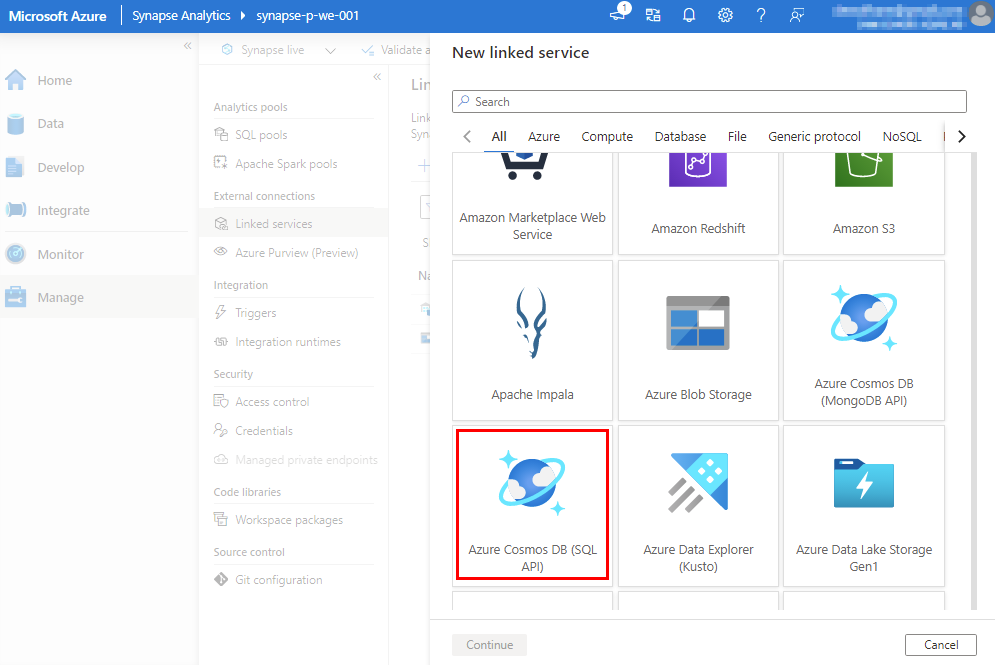 Microsoft Azure
Synapse Analytics
synapse-p-we-001
1
Synapse live
Validate a
Home
Data
Develop
Integrate
Monitor
Manage
Analytics pools
SQL pools
Apache Spark pools
External connections
Linked services
Azure Purview (Preview)
Integration
Triggers
Integration runtimes
Security
Access control
Credentials
Managed private endpoints
Code libraries
Workspace packages
Source control
Git configuration
Lin
Link
Syn
Na
New linked service
Search
All Azure Compute Database File Generic protocol NoSQL
Amazon Marketplace Web
Service
Amazon Redshift
Amazon S3
Apache Impala
Azure Blob Storage
Azure Cosmos DB
(MongoDB API)
Azure Cosmos DB (SQL
API)
Azure Data Explorer
(Kusto)
Azure Data Lake Storage
Gen1
Continue
Cancel